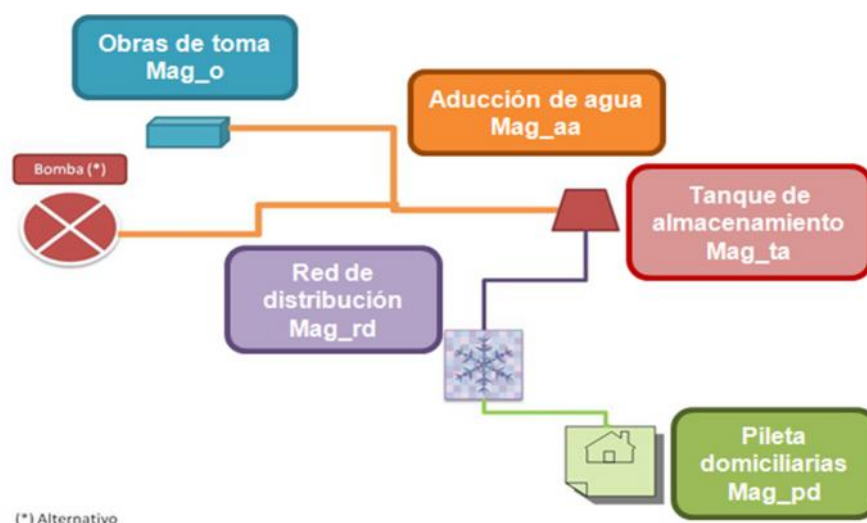 Obras de toma
Mag_o
Aducción de agua
Mag_aa
Bomba (*)
Tanque de
almacenamiento
Mag_ta
Red de
distribución
Mag_rd
Pileta
domiciliarias
Mag_pd
(*) Alternativo